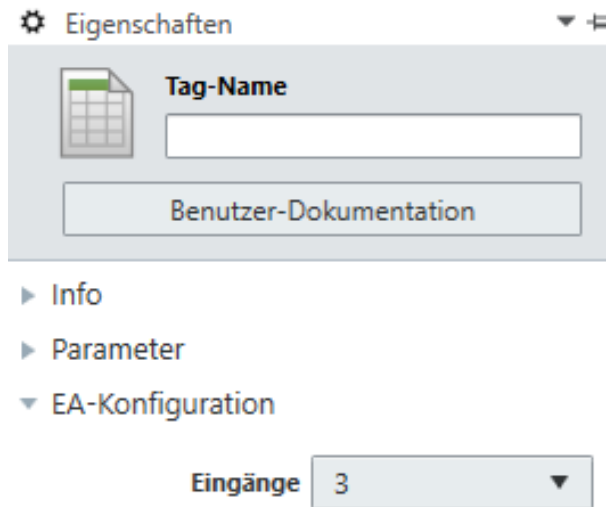 Eigenschaften
Tag-Name
Benutzer-Dokumentation
Info
Parameter
EA-Konfiguration
Eingänge 3